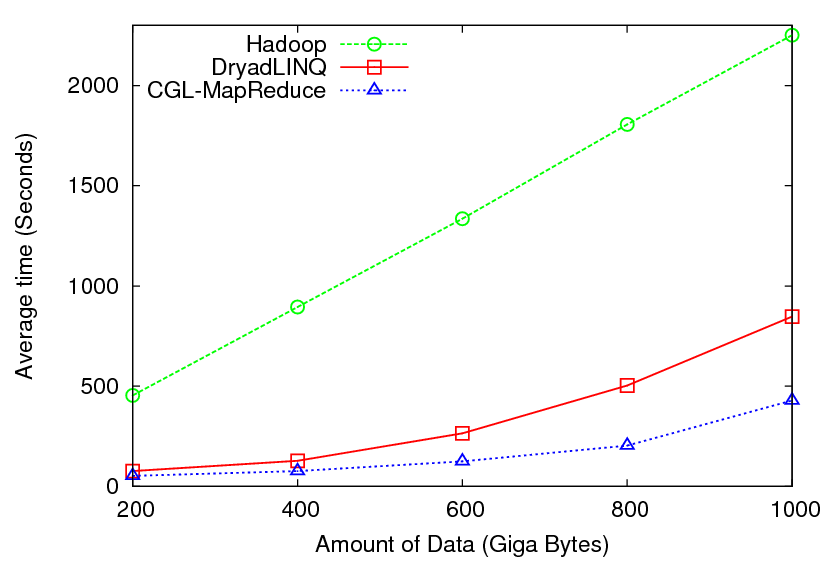 Hadoop
DryadLINQ
CGL-MapReduce
2000
1500
1000
500
0
Average time (Seconds)
200 400 600 800 1000
Amount of Data (Giga Bytes)